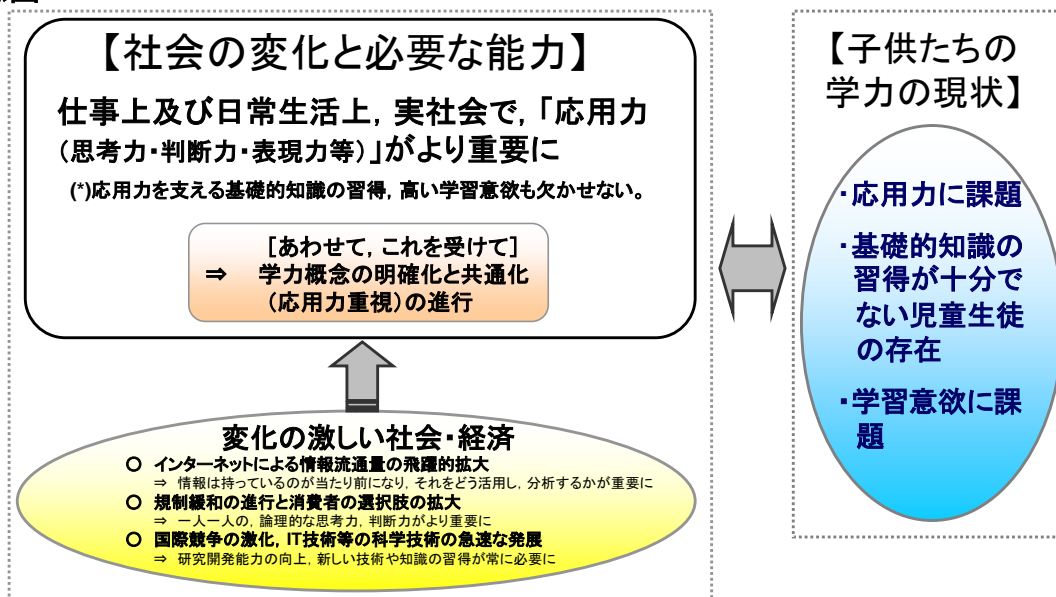 【社会の変化と必要な能力】
仕事上及び日常生活上，実社会で，「応用力
（思考力・判断力・表現力等）」がより重要に
(*)応用力を支える基礎的知識の習得，高い学習意欲も欠かせない。
［あわせて，これを受けて］
⇒　学力概念の明確化と共通化
（応用力重視）の進行
変化の激しい社会・経済
○ インターネットによる情報流通量の飛躍的拡大
⇒ 情報は持っているのが当たり前になり，それをどう活用し，分析するかが重要に
○ 規制緩和の進行と消費者の選択肢の拡大
⇒ 一人一人の，論理的な思考力，判断力がより重要に
○ 国際競争の激化，IT技術等の科学技術の急速な発展
⇒ 研究開発能力の向上，新しい技術や知識の習得が常に必要に
【子供たちの
学力の現状】
・応用力に課題
・基礎的知識の
習得が十分で
ない児童生徒
の存在
・学習意欲に課
題